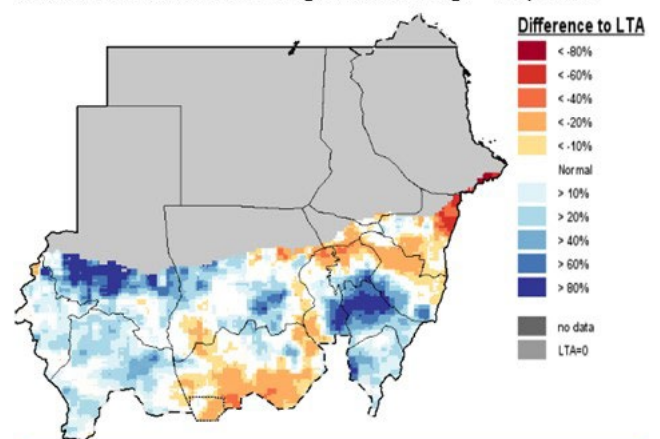 Difference to LTA
< -80%
< -60%
< -40%
< -20%
< -10%
Normal
> 10%
> 20%
> 40%
> 60%
> 80%
no data
LTA=0